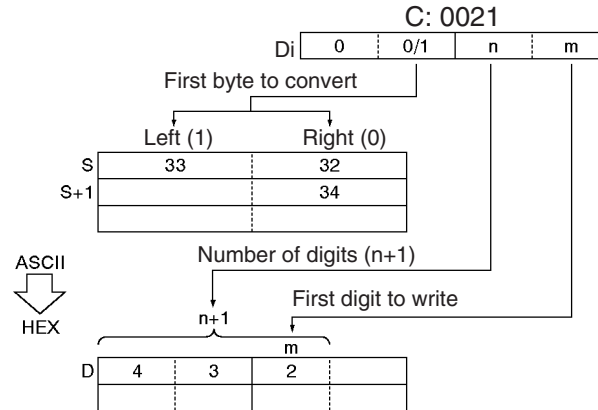 C: 0021
Di 0 0/1 n m
First byte to convert
Left (1) Right (0)
S 33 32
S+1 34
Number of digits (n+1)
ASCII
First digit to write
HEX
n+1
m
D 4 3 2